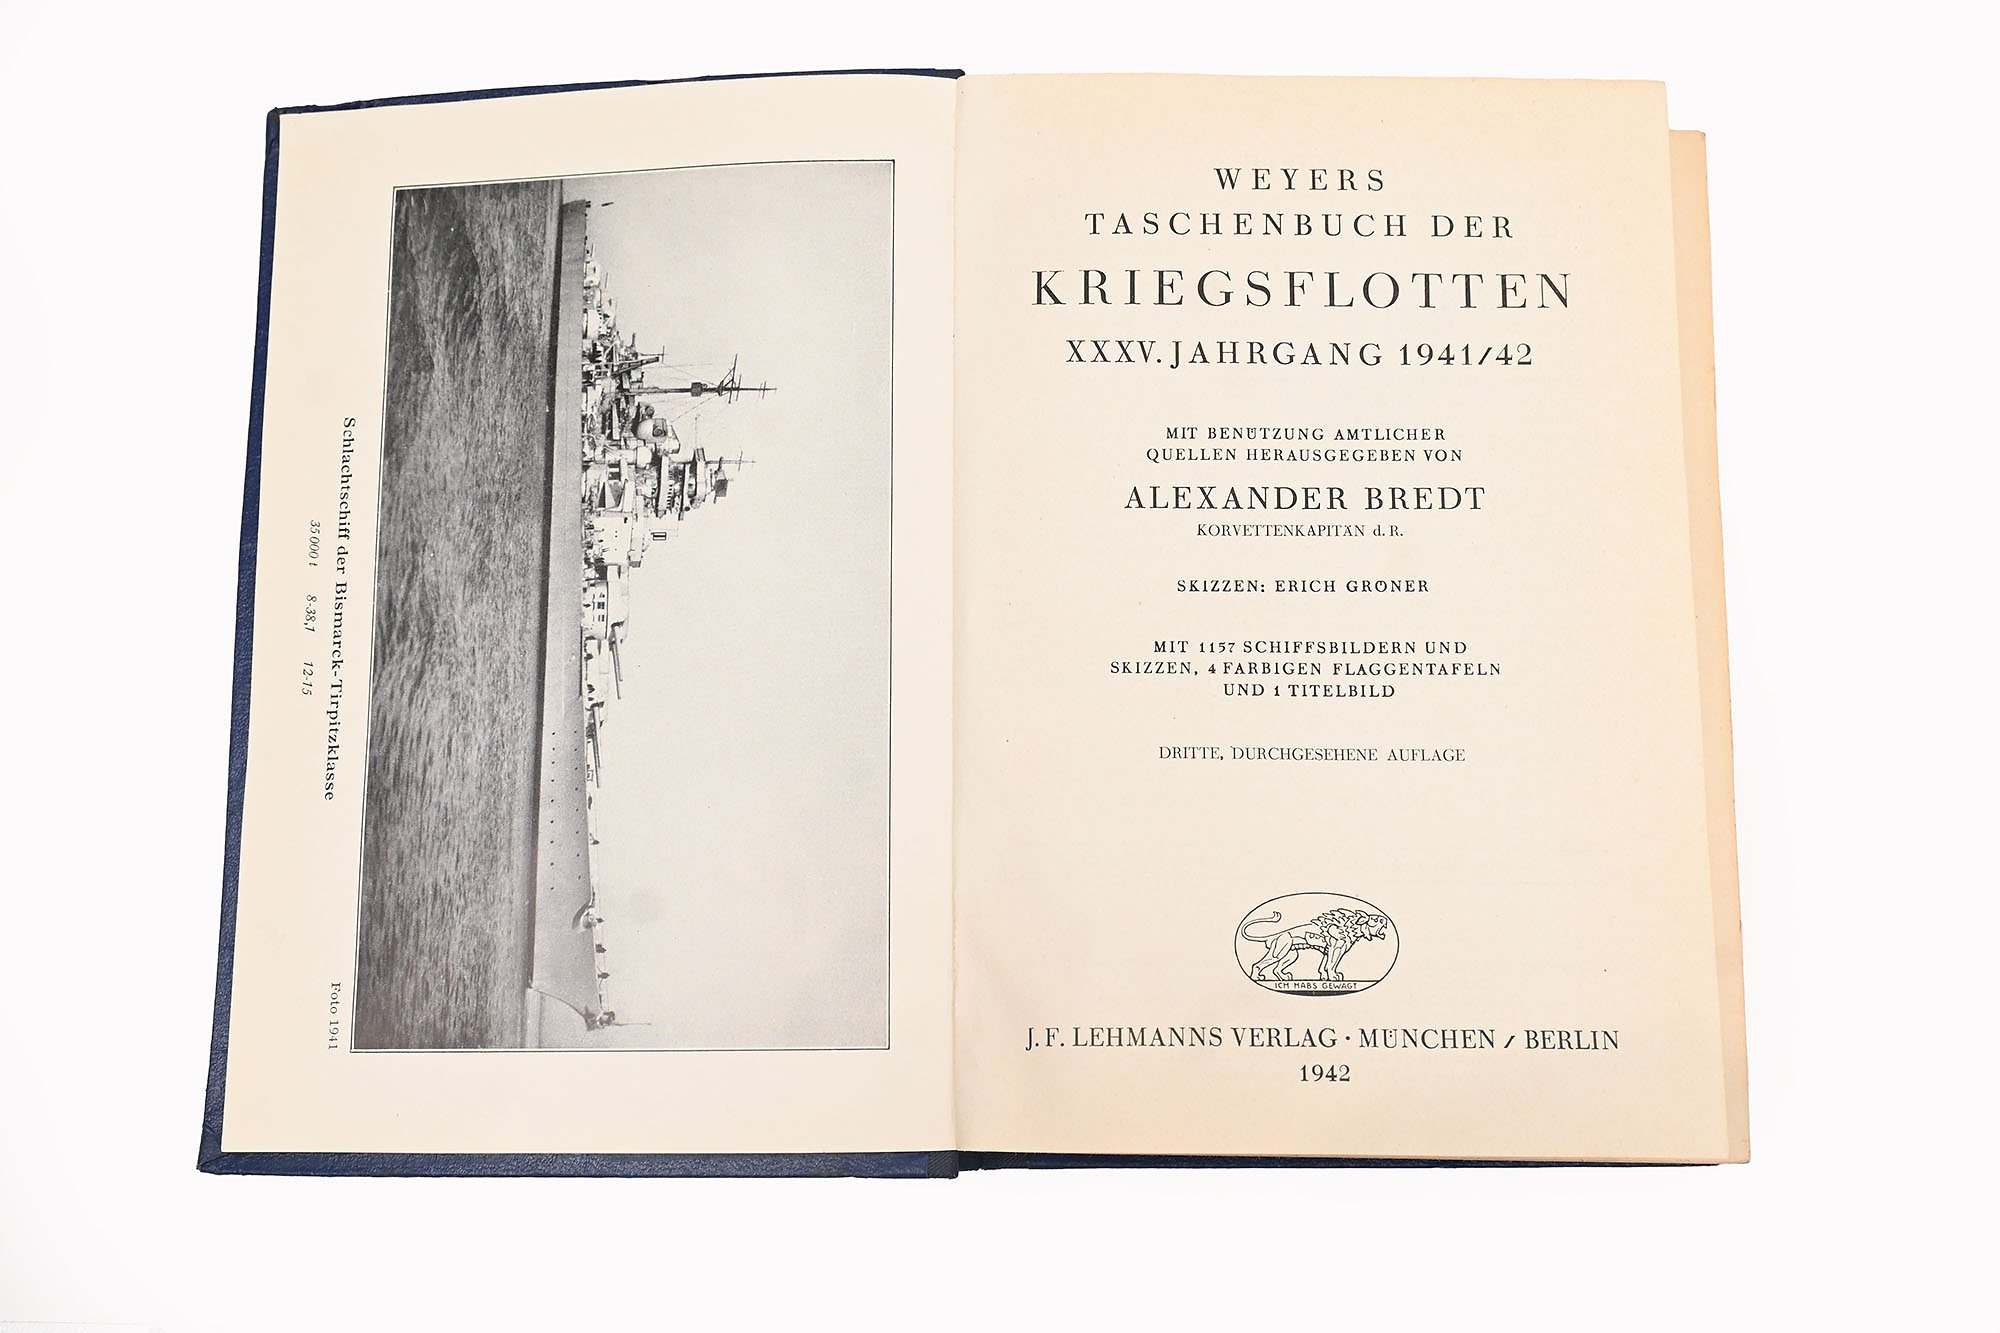 Schlachtschiff der Bismarck-Tirpitzklasse
35 000 t 8-38,1 12-15
Foto 1941
WEYERS
TASCHENBUCH DER
KRIEGSFLOTTEN
XXXV. JAHRGANG 1941/42
MIT BENÜTZUNG AMTLICHER
QUELLEN HERAUSGEGEBEN VON
ALEXANDER BREDT
KORVETTENKAPITÄN d. R.
SKIZZEN: ERICH GRÖNER
MIT 1157 SCHIFFSBILDERN UND
SKIZZEN, 4 FARBIGEN FLAGGENTAFELN
UND 1 TITELBILD
DRITTE, DURCHGESEHENE AUFLAGE
ICH HABS GEWAGT
J. F. LEHMANNS VERLAG · MÜNCHEN / BERLIN
1942